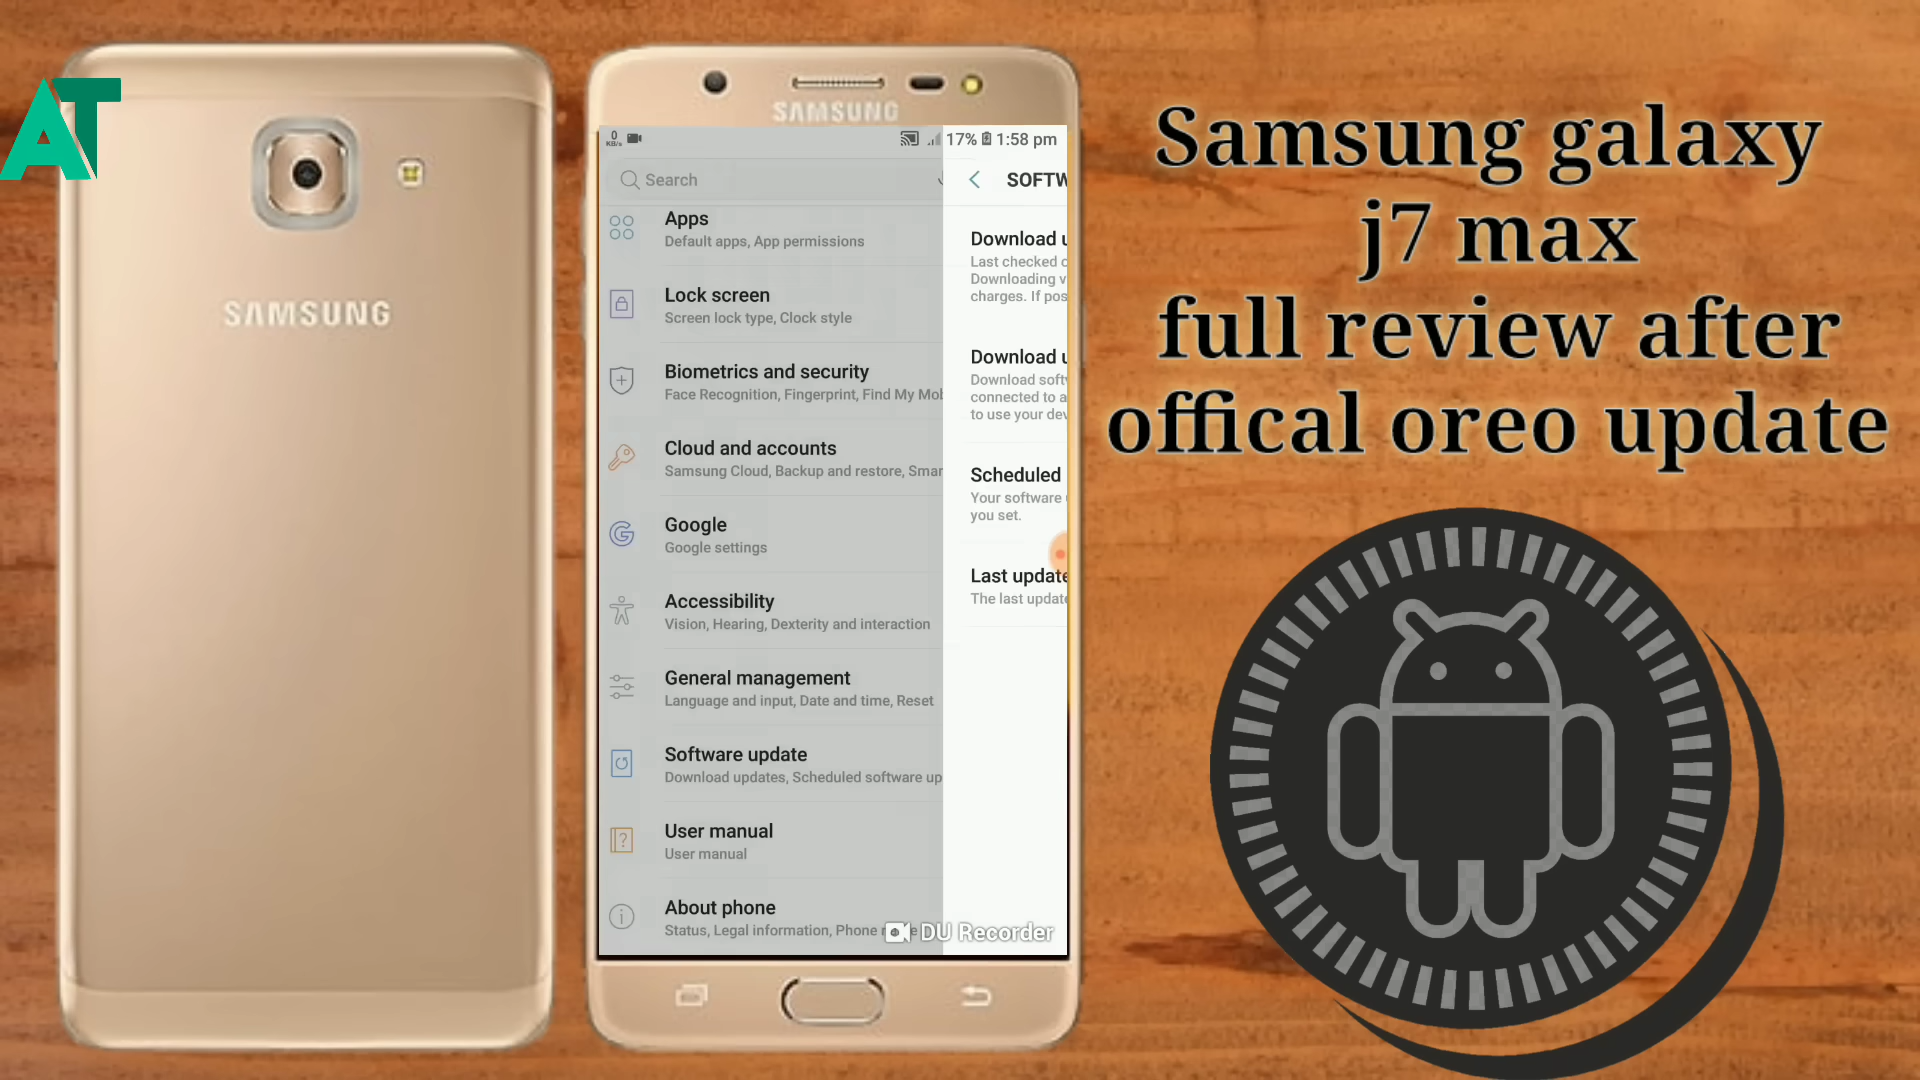 AT
SAMSUNG
SAMSUNG
0
KB/s
17% 1:58 pm
Search
Apps
Default apps, App permissions
Lock screen
Screen lock type, Clock style
Biometrics and security
Face Recognition, Fingerprint, Find My Mob
Cloud and accounts
Samsung Cloud, Backup and restore, Smar
Google
Google settings
Accessibility
Vision, Hearing, Dexterity and interaction
General management
Language and input, Date and time, Reset
Software update
Download updates, Scheduled software up
User manual
User manual
About phone
Status, Legal information, Phone
SOFTW
Download u
Last checked o
Downloading v
charges. If pos
Download u
Download soft
connected to a
to use your dev
Scheduled
Your software
you set.
Last update
The last update
DU Recorder
Samsung galaxy
j7 max
full review after
offical oreo update